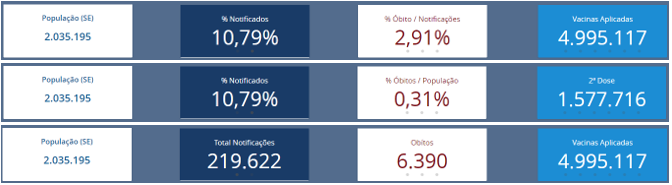 População (SE)
2.035.195
% Notificados
10,79%
% Óbito / Notificações
2,91%
Vacinas Aplicadas
4.995.117
População (SE)
2.035.195
% Notificados
10,79%
% Óbitos / População
0,31%
2ª Dose
1.577.716
População (SE)
2.035.195
Total Notificações
219.622
Obítos
6.390
Vacinas Aplicadas
4.995.117